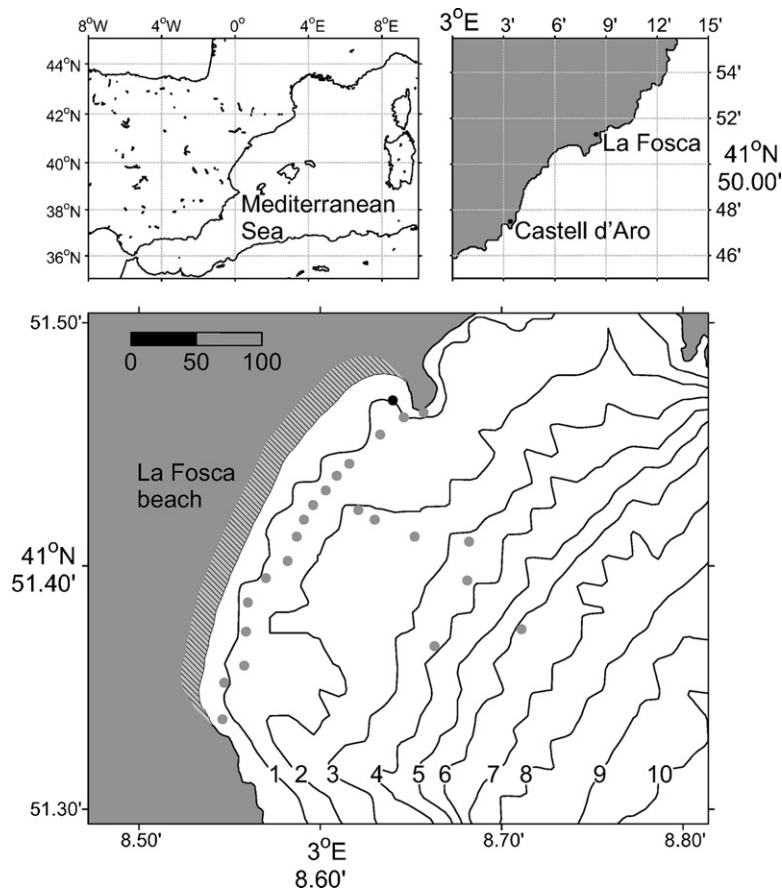 8°W 4°W 0° 4°E 8°E
44°N
42°N
40°N
38°N
36°N
Mediterranean
Sea
3°E 3' 6' 9' 12' 15'
54'
52'
41°N
50.00'
48'
46'
La Fosca
Castell d'Aro
51.50'
41°N
51.40'
51.30'
0 50 100
La Fosca
beach
1 2 3 4 5 6 7 8 9 10
8.50' 3°E 8.70' 8.80'
8.60'